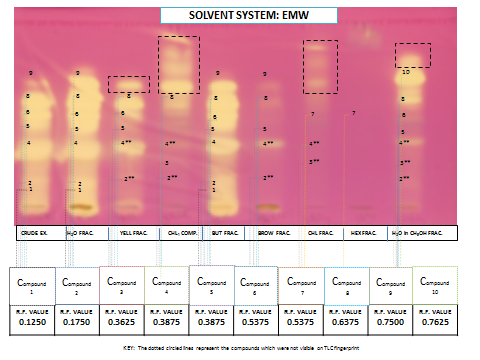 SOLVENT SYSTEM: EMW
9 9 9 10
8 8 8 8 8 8 8
6 6 6 6 7 7 6
5 5 5 5 5 5
4 4 4** 4** 4 4** 4** 4**
3 3** 3**
2 2 2** 2** 2 2** 2**
1 1 1
CRUDE EX. H₂O FRAC. YELL FRAC. CHL₂ COMP. BUT FRAC. BROW FRAC. CHL FRAC. HEX FRAC. H₂O in CH₃OH FRAC.
Compound Compound Compound Compound Compound Compound Compound Compound Compound Compound
1 2 3 4 5 6 7 8 9 10
R.F. VALUE R.F. VALUE R.F. VALUE R.F. VALUE R.F. VALUE R.F. VALUE R.F. VALUE R.F. VALUE R.F. VALUE R.F. VALUE
0.1250 0.1750 0.3625 0.3875 0.3875 0.5375 0.5375 0.6375 0.7500 0.7625
KEY: The dotted circled lines represent the compounds which were not visible on TLC fingerprint